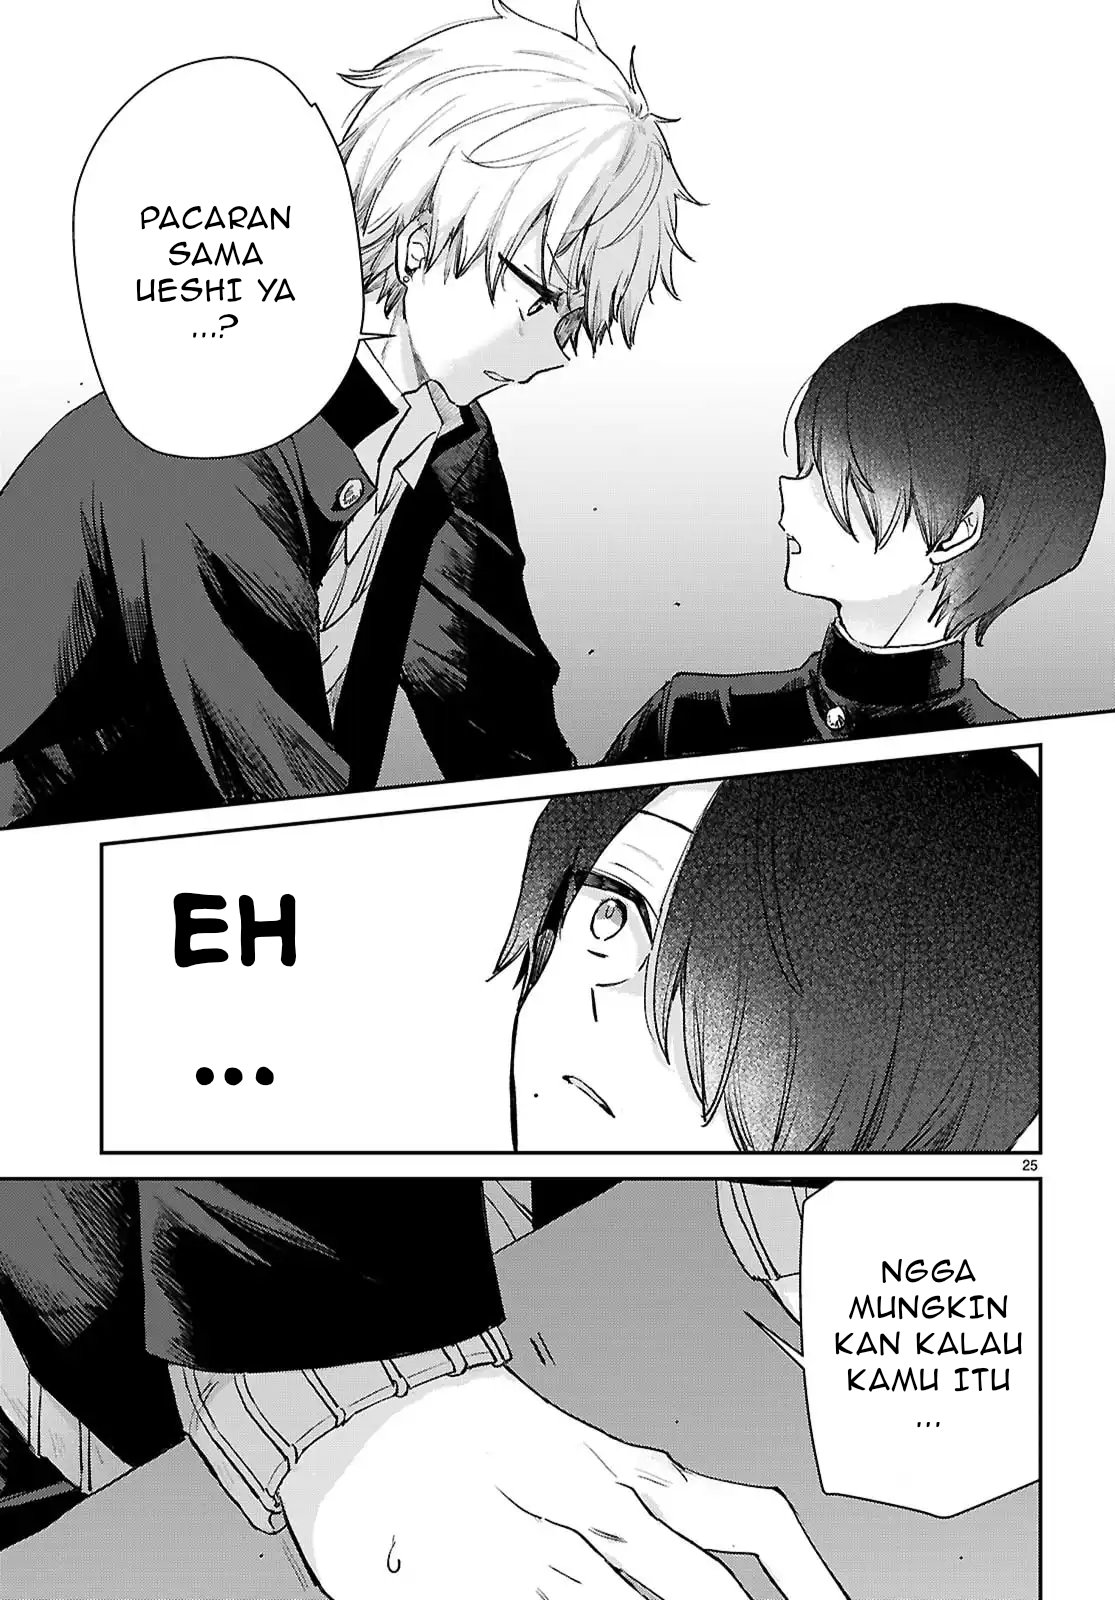 PACARAN
SAMA
UESHI YA
...?
EH
...
25
NGGA
MUNGKIN
KAN KALAU
KAMU ITU
...